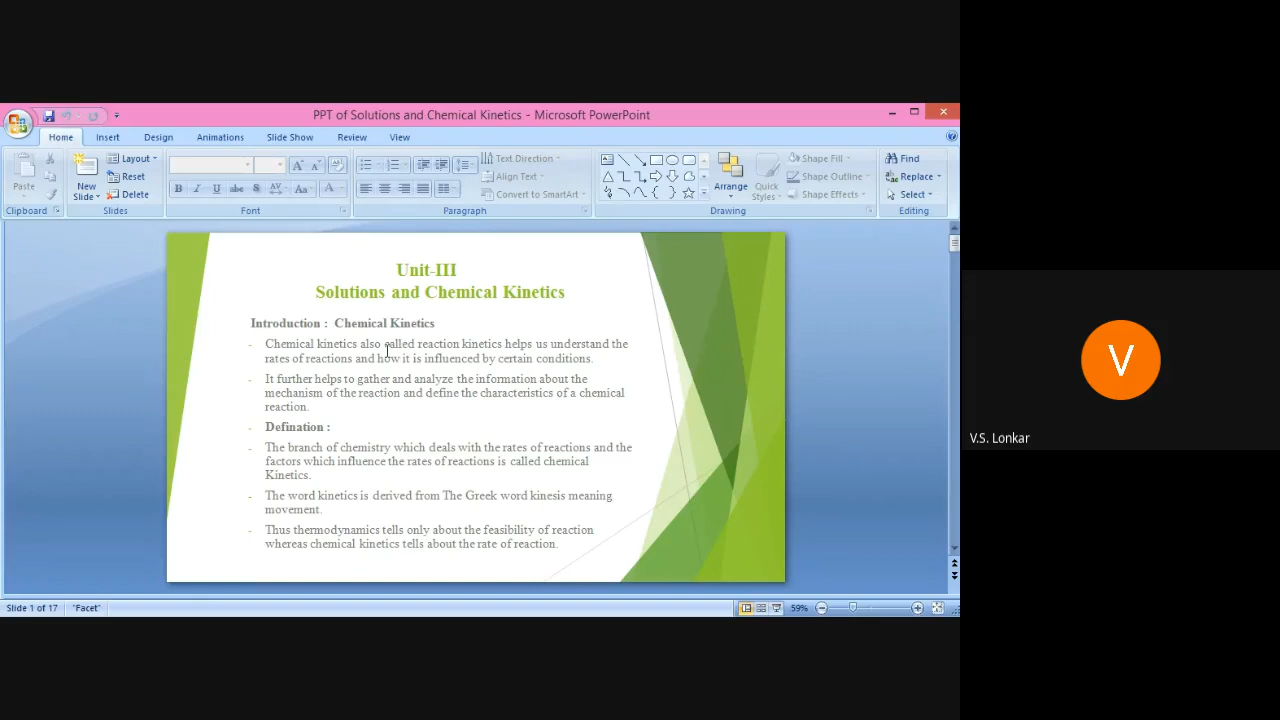 PPT of Solutions and Chemical Kinetics - Microsoft PowerPoint
Home Insert Design Animations Slide Show Review View
Paste
Clipboard
New Slide
Layout
Reset
Delete
Slides
B I U abc S AV Aa A
Font
Text Direction
Align Text
Convert to SmartArt
Paragraph
Arrange
Quick Styles
Shape Fill
Shape Outline
Shape Effects
Drawing
Find
Replace
Select
Editing
Unit-III
Solutions and Chemical Kinetics
Introduction : Chemical Kinetics
- Chemical kinetics also called reaction kinetics helps us understand the
rates of reactions and how it is influenced by certain conditions.
- It further helps to gather and analyze the information about the
mechanism of the reaction and define the characteristics of a chemical
reaction.
- Defination :
- The branch of chemistry which deals with the rates of reactions and the
factors which influence the rates of reactions is called chemical
Kinetics.
- The word kinetics is derived from The Greek word kinesis meaning
movement.
- Thus thermodynamics tells only about the feasibility of reaction
whereas chemical kinetics tells about the rate of reaction.
Slide 1 of 17 "Facet" 59%
V
V.S. Lonkar